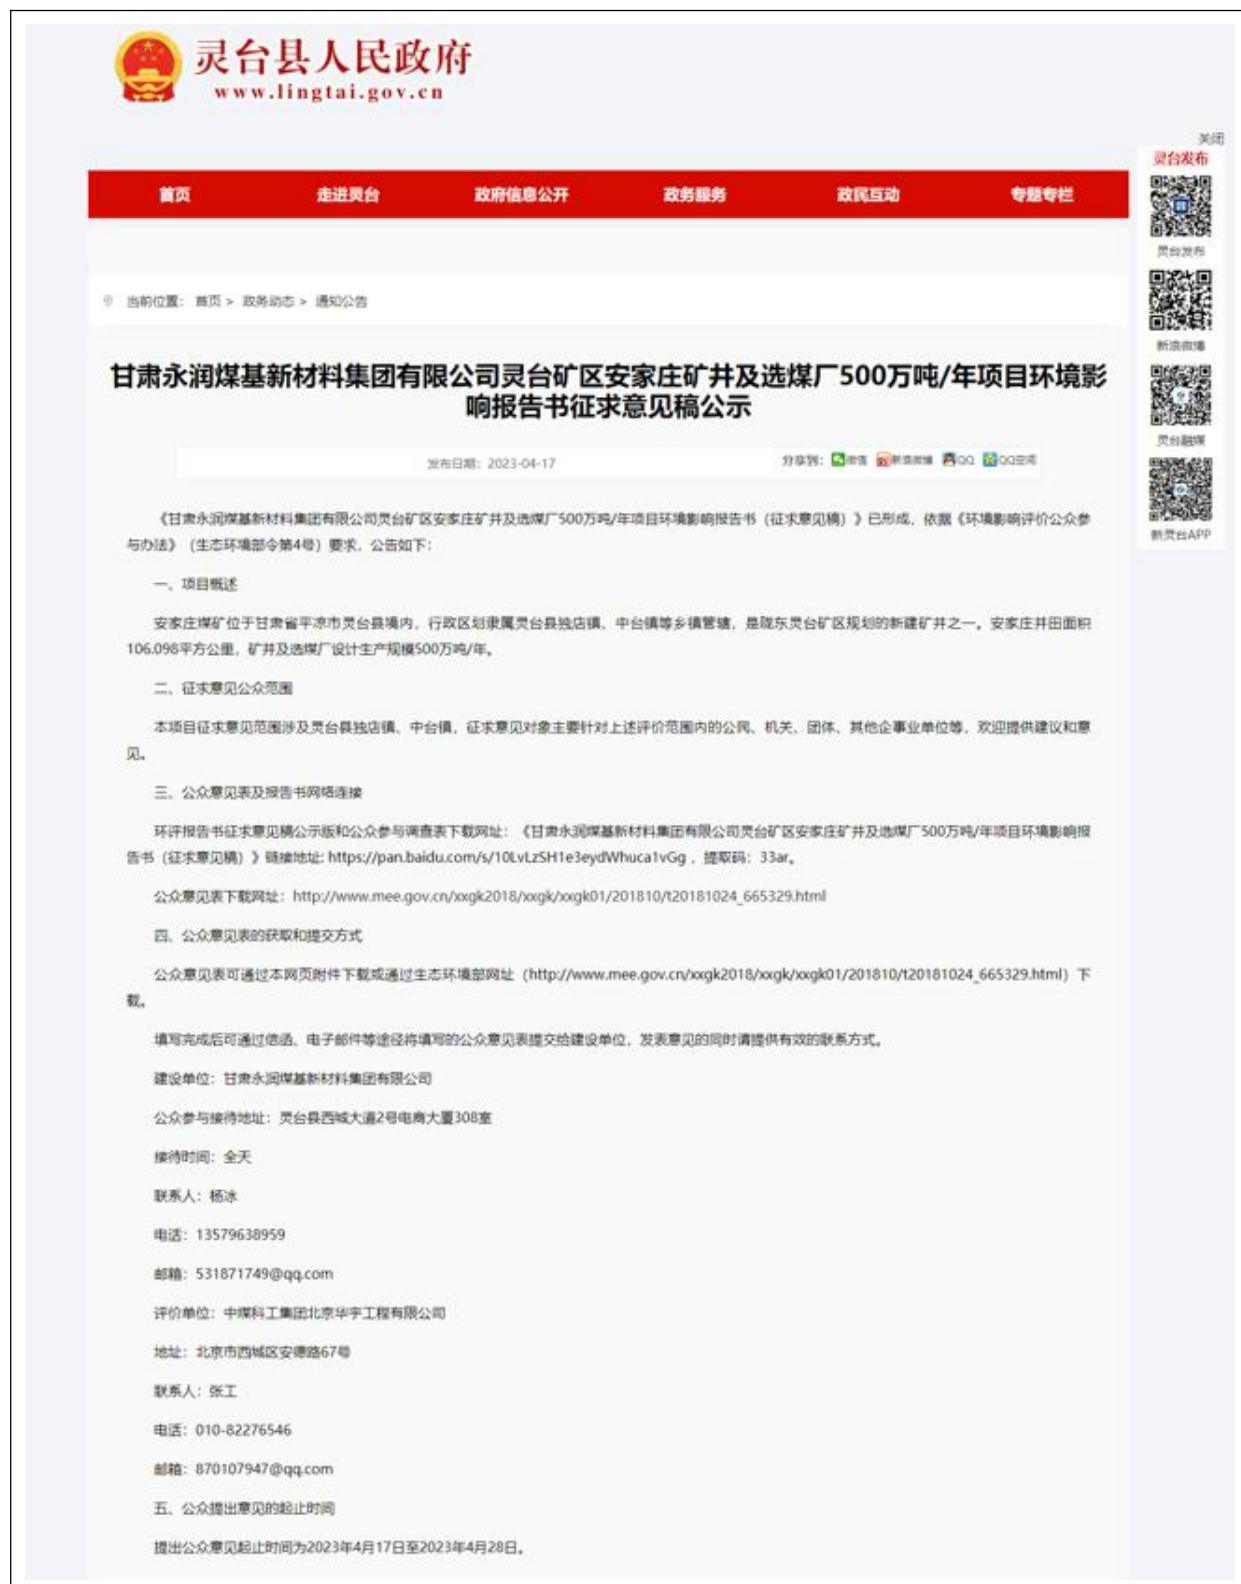 灵台县人民政府
www.lingtai.gov.cn
关闭
灵台发布
首页 走进灵台 政府信息公开 政务服务 政民互动 专题专栏
灵台发布
当前位置： 首页 > 政务动态 > 通知公告
新浪微博
甘肃永润煤基新材料集团有限公司灵台矿区安家庄矿井及选煤厂500万吨/年项目环境影
响报告书征求意见稿公示
灵台融媒
发布日期：2023-04-17
分享到： 微信 新浪微博 QQ QQ空间
新灵台APP
《甘肃永润煤基新材料集团有限公司灵台矿区安家庄矿井及选煤厂500万吨/年项目环境影响报告书（征求意见稿）》已形成，依据《环境影响评价公众参
与办法》（生态环境部令第4号）要求，公告如下：
一、项目概述
安家庄煤矿位于甘肃省平凉市灵台县境内，行政区划隶属灵台县独店镇、中台镇等乡镇管辖，是陇东灵台矿区规划的新建矿井之一。安家庄井田面积
106.098平方公里，矿井及选煤厂设计生产规模500万吨/年。
二、征求意见公众范围
本项目征求意见范围涉及灵台县独店镇、中台镇，征求意见对象主要针对上述评价范围内的公民、机关、团体、其他企事业单位等，欢迎提供建议和意
见。
三、公众意见表及报告书网络连接
环评报告书征求意见稿公示版和公众参与调查表下载网址：《甘肃永润煤基新材料集团有限公司灵台矿区安家庄矿井及选煤厂500万吨/年项目环境影响报
告书（征求意见稿）》链接地址: https://pan.baidu.com/s/10LvLzSH1e3eydWhuca1vGg ，提取码：33ar。
公众意见表下载网址：http://www.mee.gov.cn/xxgk2018/xxgk/xxgk01/201810/t20181024_665329.html
四、公众意见表的获取和提交方式
公众意见表可通过本网页附件下载或通过生态环境部网址（http://www.mee.gov.cn/xxgk2018/xxgk/xxgk01/201810/t20181024_665329.html）下
载。
填写完成后可通过信函、电子邮件等途径将填写的公众意见表提交给建设单位，发表意见的同时请提供有效的联系方式。
建设单位：甘肃永润煤基新材料集团有限公司
公众参与接待地址：灵台县西城大道2号电商大厦308室
接待时间：全天
联系人：杨冰
电话：13579638959
邮箱：531871749@qq.com
评价单位：中煤科工集团北京华宇工程有限公司
地址：北京市西城区安德路67号
联系人：张工
电话：010-82276546
邮箱：870107947@qq.com
五、公众提出意见的起止时间
提出公众意见起止时间为2023年4月17日至2023年4月28日。